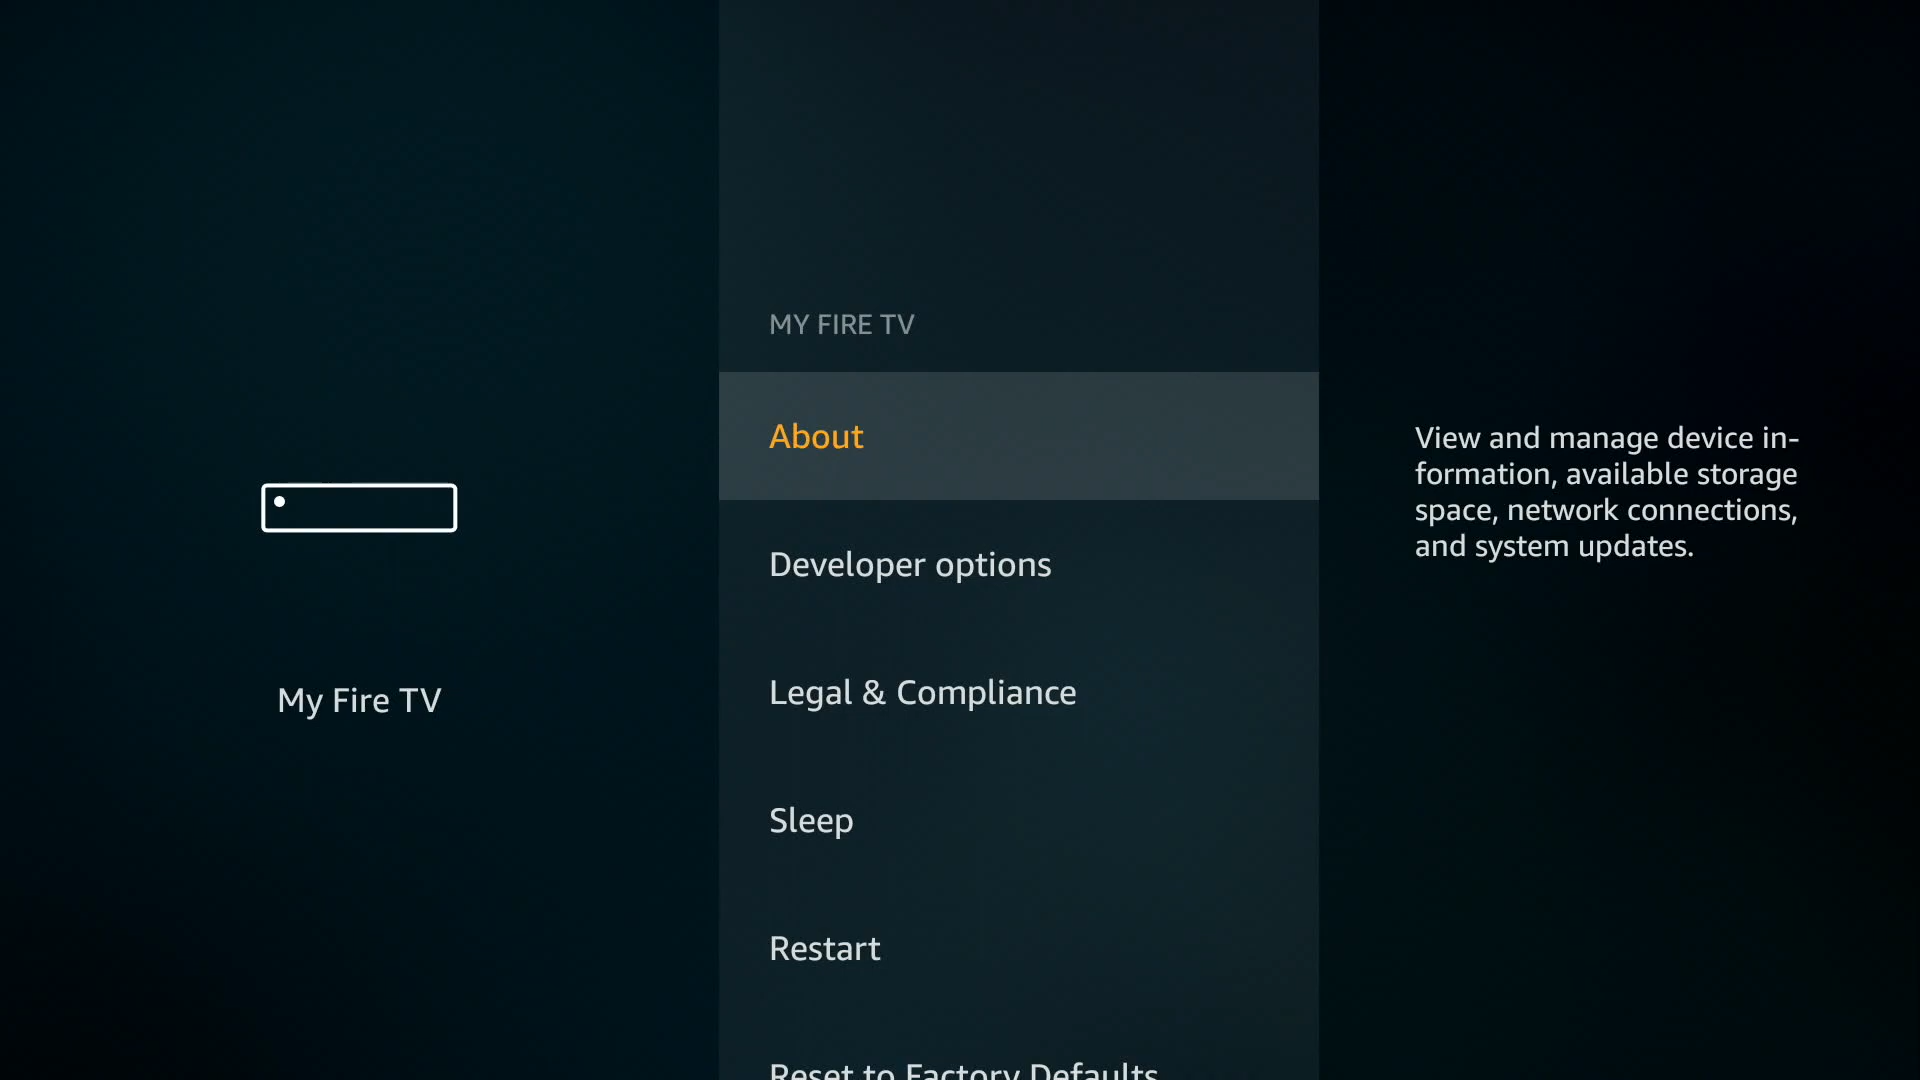 MY FIRE TV
About
View and manage device in-
formation, available storage
space, network connections,
and system updates.
Developer options
Legal & Compliance
My Fire TV
Sleep
Restart
Reset to Factory Defaults